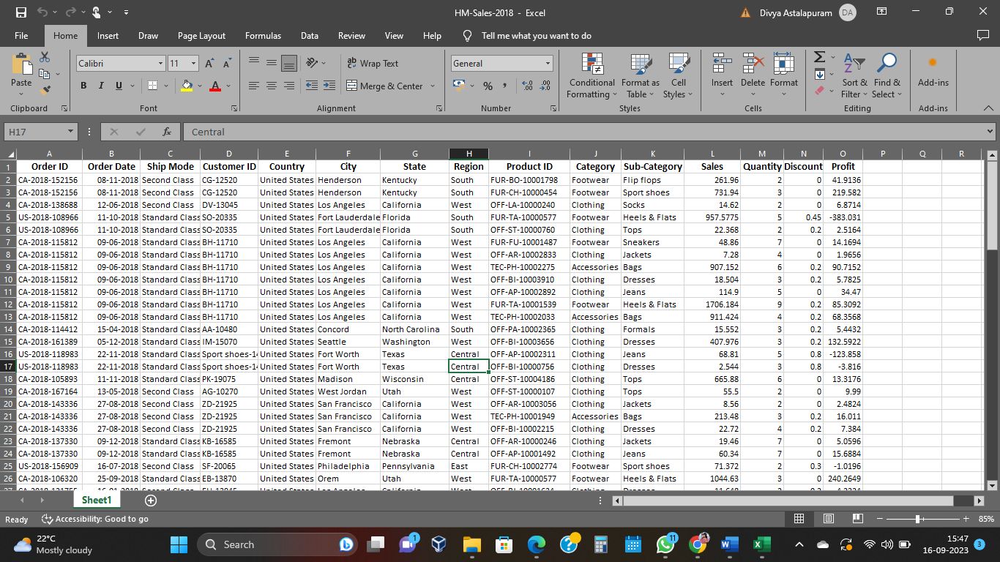 HM-Sales-2018 - Excel
Divya Astalapuram DA
File Home Insert Draw Page Layout Formulas Data Review View Help Tell me what you want to do
Calibri 11 ab Wrap Text General
Paste B I U A Merge & Center % , Conditional Formatting Format as Table Cell Styles Insert Delete Format Sort & Filter Find & Select Add-ins
Clipboard Font Alignment Number Styles Cells Editing Add-ins
H17 fx Central
A B C D E F G H I J K L M N O P Q R
1 Order ID Order Date Ship Mode Customer ID Country City State Region Product ID Category Sub-Category Sales Quantity Discount Profit
2 CA-2018-152156 08-11-2018 Second Class CG-12520 United States Henderson Kentucky South FUR-BO-10001798 Footwear Flip flops 261.96 2 0 41.9136
3 CA-2018-152156 08-11-2018 Second Class CG-12520 United States Henderson Kentucky South FUR-CH-10000454 Footwear Sport shoes 731.94 3 0 219.582
4 CA-2018-138688 12-06-2018 Second Class DV-13045 United States Los Angeles California West OFF-LA-10000240 Clothing Socks 14.62 2 0 6.8714
5 US-2018-108966 11-10-2018 Standard Class SO-20335 United States Fort Lauderdale Florida South FUR-TA-10000577 Footwear Heels & Flats 957.5775 5 0.45 -383.031
6 US-2018-108966 11-10-2018 Standard Class SO-20335 United States Fort Lauderdale Florida South OFF-ST-10000760 Clothing Tops 22.368 2 0.2 2.5164
7 CA-2018-115812 09-06-2018 Standard Class BH-11710 United States Los Angeles California West FUR-FU-10001487 Footwear Sneakers 48.86 7 0 14.1694
8 CA-2018-115812 09-06-2018 Standard Class BH-11710 United States Los Angeles California West OFF-AR-10002833 Clothing Jackets 7.28 4 0 1.9656
9 CA-2018-115812 09-06-2018 Standard Class BH-11710 United States Los Angeles California West TEC-PH-10002275 Accessories Bags 907.152 6 0.2 90.7152
10 CA-2018-115812 09-06-2018 Standard Class BH-11710 United States Los Angeles California West OFF-BI-10003910 Clothing Dresses 18.504 3 0.2 5.7825
11 CA-2018-115812 09-06-2018 Standard Class BH-11710 United States Los Angeles California West OFF-AP-10002892 Clothing Jeans 114.9 5 0 34.47
12 CA-2018-115812 09-06-2018 Standard Class BH-11710 United States Los Angeles California West FUR-TA-10001539 Footwear Heels & Flats 1706.184 9 0.2 85.3092
13 CA-2018-115812 09-06-2018 Standard Class BH-11710 United States Los Angeles California West TEC-PH-10002033 Accessories Bags 911.424 4 0.2 68.3568
14 CA-2018-114412 15-04-2018 Standard Class AA-10480 United States Concord North Carolina South OFF-PA-10002365 Clothing Formals 15.552 3 0.2 5.4432
15 CA-2018-161389 05-12-2018 Standard Class IM-15070 United States Seattle Washington West OFF-BI-10003656 Clothing Dresses 407.976 3 0.2 132.5922
16 US-2018-118983 22-11-2018 Standard Class Sport shoes-14 United States Fort Worth Texas Central OFF-AP-10002311 Clothing Jeans 68.81 5 0.8 -123.858
17 US-2018-118983 22-11-2018 Standard Class Sport shoes-14 United States Fort Worth Texas Central OFF-BI-10000756 Clothing Dresses 2.544 3 0.8 -3.816
18 CA-2018-105893 11-11-2018 Standard Class PK-19075 United States Madison Wisconsin Central OFF-ST-10004186 Clothing Tops 665.88 6 0 13.3176
19 CA-2018-167164 13-05-2018 Second Class AG-10270 United States West Jordan Utah West OFF-ST-10000107 Clothing Tops 55.5 2 0 9.99
20 CA-2018-143336 27-08-2018 Second Class ZD-21925 United States San Francisco California West OFF-AR-10003056 Clothing Jackets 8.56 2 0 2.4824
21 CA-2018-143336 27-08-2018 Second Class ZD-21925 United States San Francisco California West TEC-PH-10001949 Accessories Bags 213.48 3 0.2 16.011
22 CA-2018-143336 27-08-2018 Second Class ZD-21925 United States San Francisco California West OFF-BI-10002215 Clothing Dresses 22.72 4 0.2 7.384
23 CA-2018-137330 09-12-2018 Standard Class KB-16585 United States Fremont Nebraska Central OFF-AR-10000246 Clothing Jackets 19.46 7 0 5.0596
24 CA-2018-137330 09-12-2018 Standard Class KB-16585 United States Fremont Nebraska Central OFF-AP-10001492 Clothing Jeans 60.34 7 0 15.6884
25 US-2018-156909 16-07-2018 Second Class SF-20065 United States Philadelphia Pennsylvania East FUR-CH-10002774 Footwear Sport shoes 71.372 2 0.3 -1.0196
26 CA-2018-106320 25-09-2018 Standard Class EB-13870 United States Orem Utah West FUR-TA-10000577 Footwear Heels & Flats 1044.63 3 0 240.2649
Sheet1
Ready Accessibility: Good to go 85%
22°C
Mostly cloudy
Search 1 11
15:47
16-09-2023 3